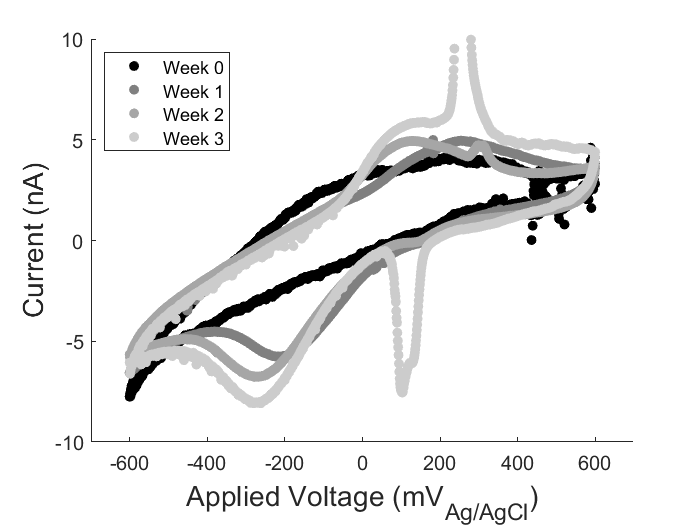 10
5
0
-5
-10
Current (nA)
Week 0
Week 1
Week 2
Week 3
-600 -400 -200 0 200 400 600
Applied Voltage (mV Ag/AgCl)